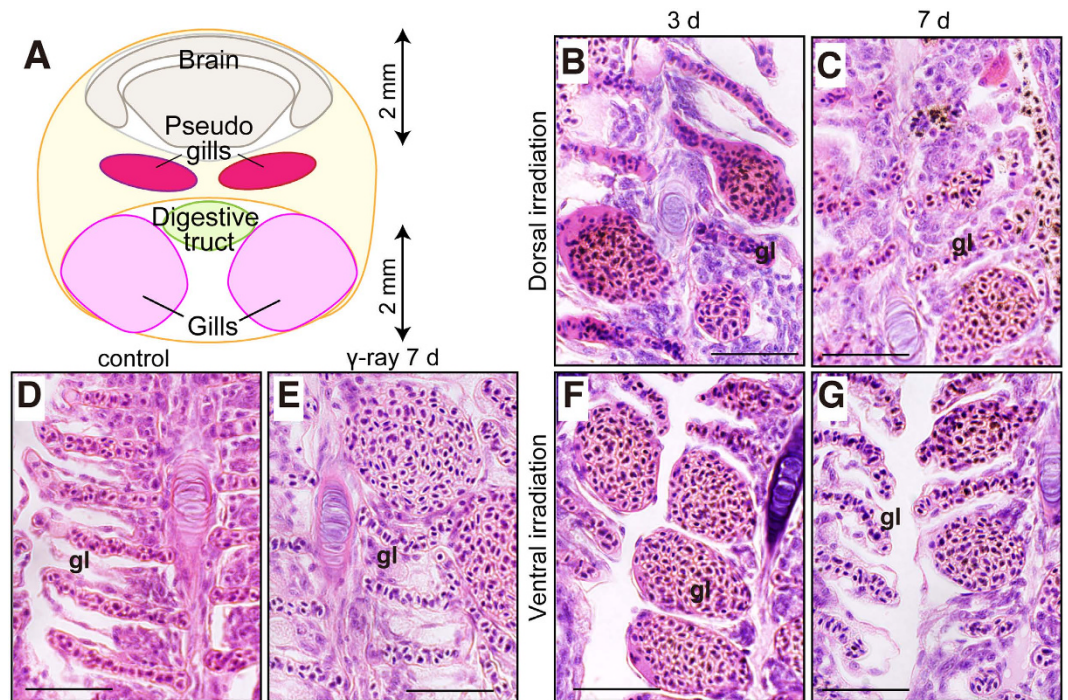 A
Brain
Pseudo
gills
Digestive
truct
Gills
2 mm
2 mm
3 d
7 d
Dorsal irradiation
B
gl
C
gl
control
γ-ray 7 d
D
gl
E
gl
Ventral irradiation
F
gl
G
gl